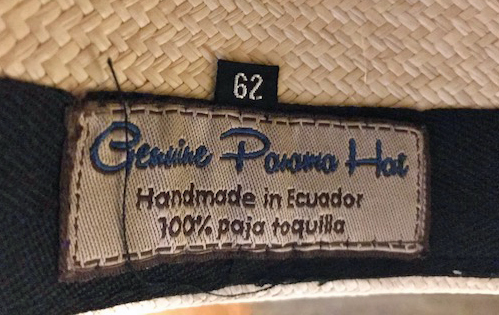 62
Genuine Panama Hat
Handmade in Ecuador
100% paja toquilla